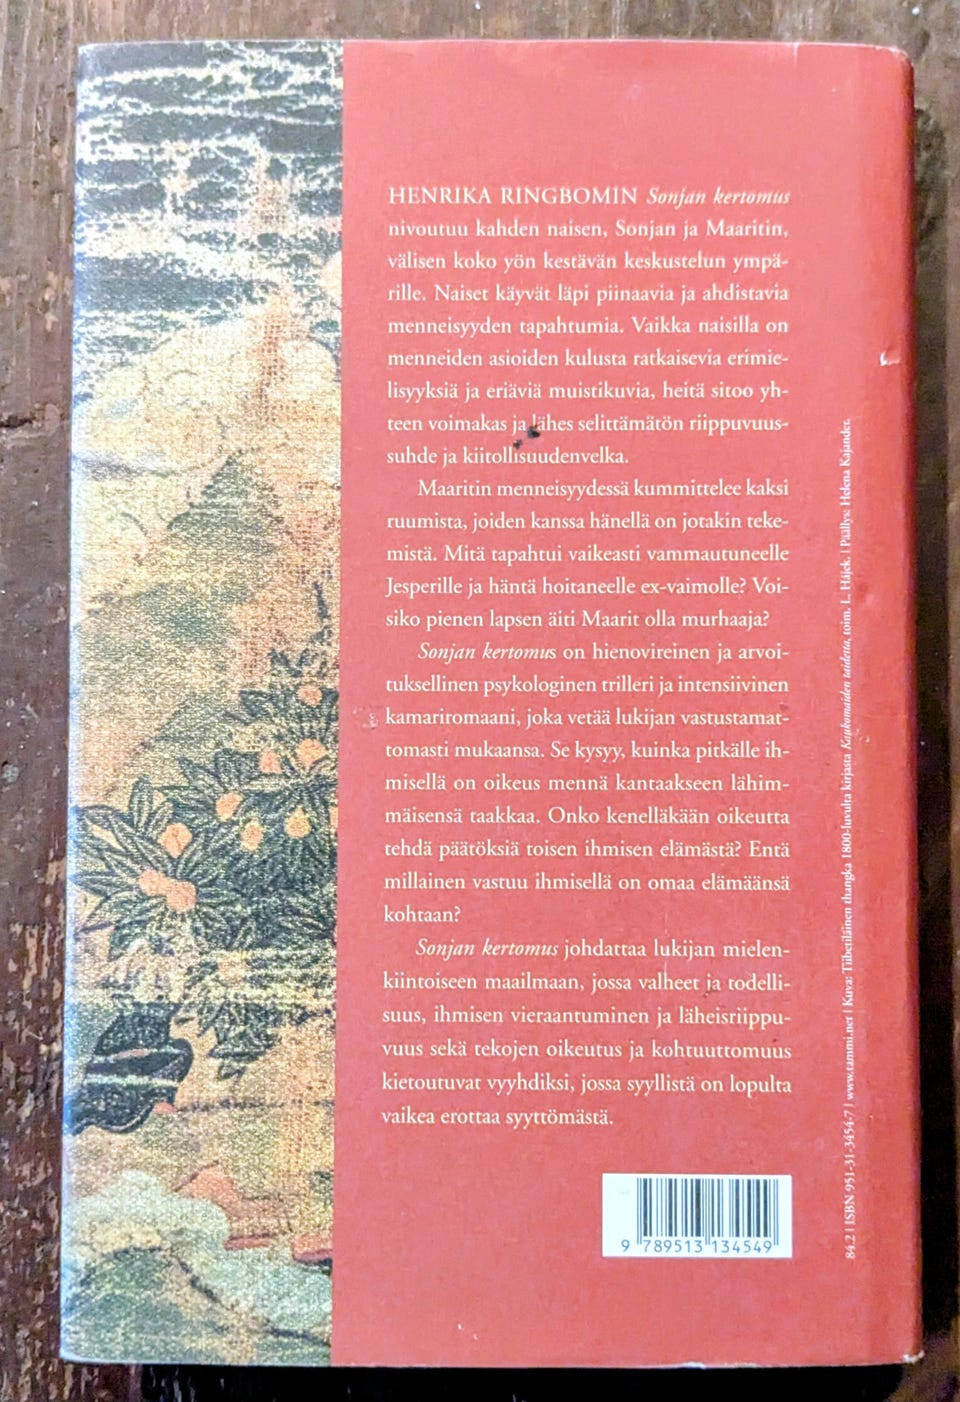 HENRIKA RINGBOMIN Sonjan kertomus
nivoutuu kahden naisen, Sonjan ja Maaritin,
välisen koko yön kestävän keskustelun ympä-
rille. Naiset käyvät läpi piinaavia ja ahdistavia
menneisyyden tapahtumia. Vaikka naisilla on
menneiden asioiden kulusta ratkaisevia erimie-
lisyyksiä ja eriäviä muistikuvia, heitä sitoo yh-
teen voimakas ja lähes selittämätön riippuvuus-
suhde ja kiitollisuudenvelka.
Maaritin menneisyydessä kummittelee kaksi
ruumista, joiden kanssa hänellä on jotakin teke-
mistä. Mitä tapahtui vaikeasti vammautuneelle
Jesperille ja häntä hoitaneelle ex-vaimolle? Voi-
siko pienen lapsen äiti Maarit olla murhaaja?
Sonjan kertomus on hienovireinen ja arvoi-
tuksellinen psykologinen trilleri ja intensiivinen
kamariromaani, joka vetää lukijan vastustamat-
tomasti mukaansa. Se kysyy, kuinka pitkälle ih-
misellä on oikeus mennä kantaakseen lähim-
mäisensä taakkaa. Onko kenelläkään oikeutta
tehdä päätöksiä toisen ihmisen elämästä? Entä
millainen vastuu ihmisellä on omaa elämäänsä
kohtaan?
Sonjan kertomus johdattaa lukijan mielen-
kiintoiseen maailmaan, jossa valheet ja todelli-
suus, ihmisen vieraantuminen ja läheisriippu-
vuus sekä tekojen oikeutus ja kohtuuttomuus
kietoutuvat vyyhdiksi, jossa syyllistä on lopulta
vaikea erottaa syyttömästä.
9 789513 134549
84.2 | ISBN 951-31-3454-7 | www.tammi.net | Kuva: Tiibetiläinen thangka 1800-luvulta kirjasta Kaukomaiden taidetta, toim. L. Hájek. | Päällys: Helena Kajander.